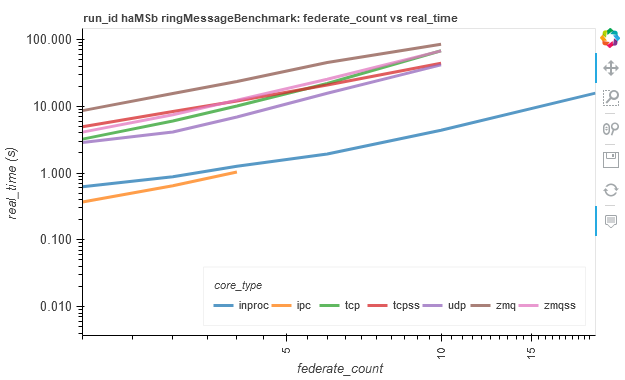 run_id haMSb ringMessageBenchmark: federate_count vs real_time
100.000
10.000
1.000
0.100
0.010
real_time (s)
core_type
inproc ipc tcp tcpss udp zmq zmqss
5 10 15
federate_count